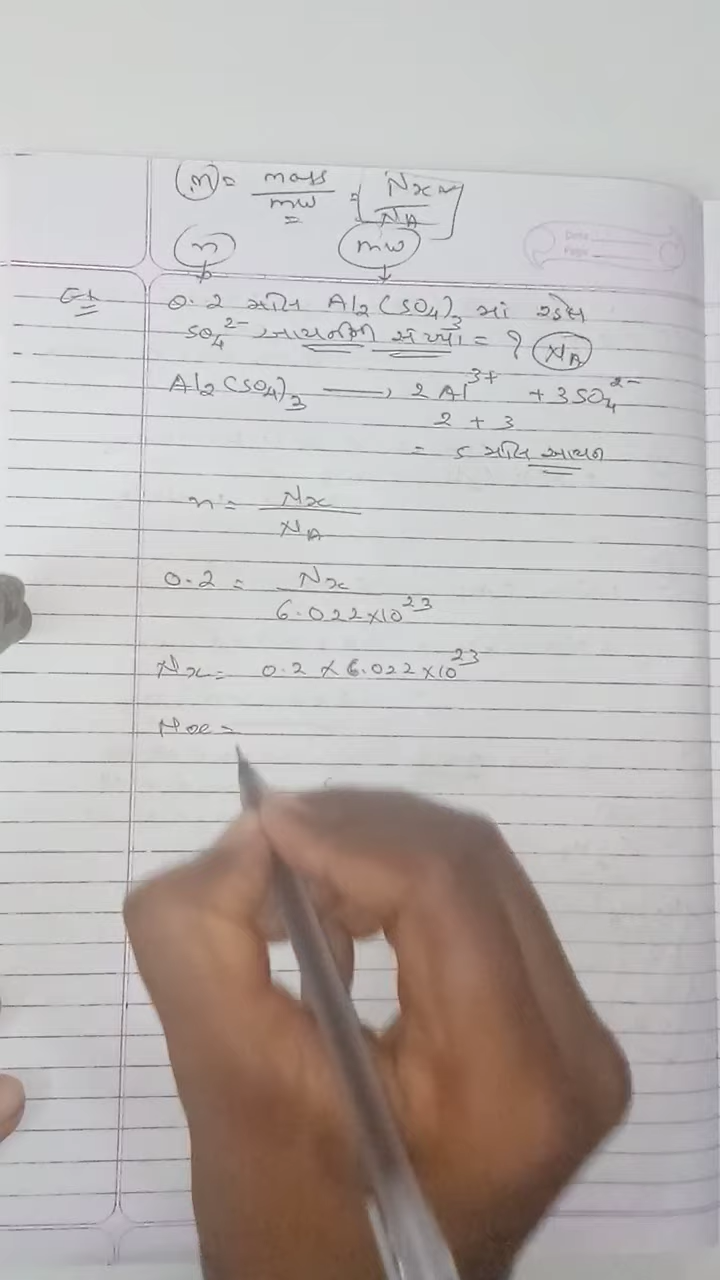 n = mass / mw = Nx / NA
n mw
Date
Page
Ex
0.2 મોલ Al2(SO4)3 માં રહેલ
SO4^2- આયનની સંખ્યા = ? NA
Al2(SO4)3 → 2Al^3+ + 3SO4^2-
2 + 3
= 5 મોલ આયન
n = Nx / NA
0.2 = Nx / 6.022×10^23
Nx = 0.2 × 6.022×10^23
Nx =